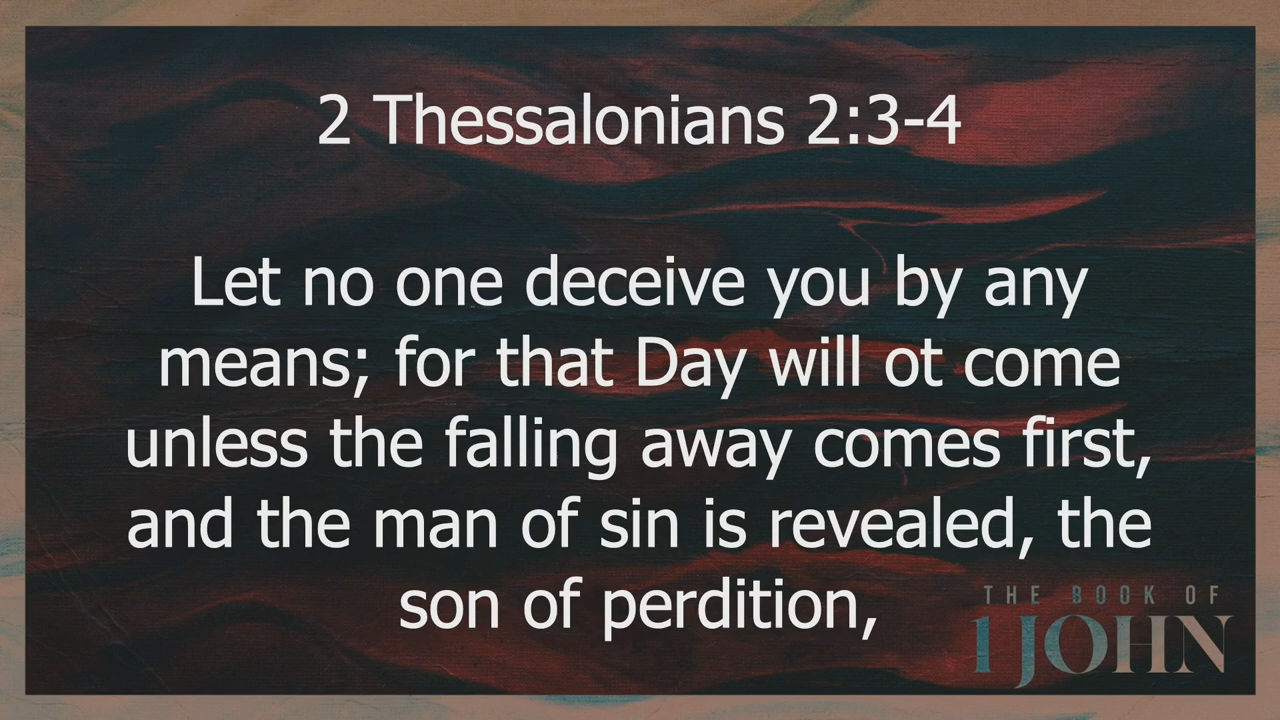 2 Thessalonians 2:3-4
Let no one deceive you by any
means; for that Day will ot come
unless the falling away comes first,
and the man of sin is revealed, the
son of perdition,
THE BOOK OF
1 JOHN